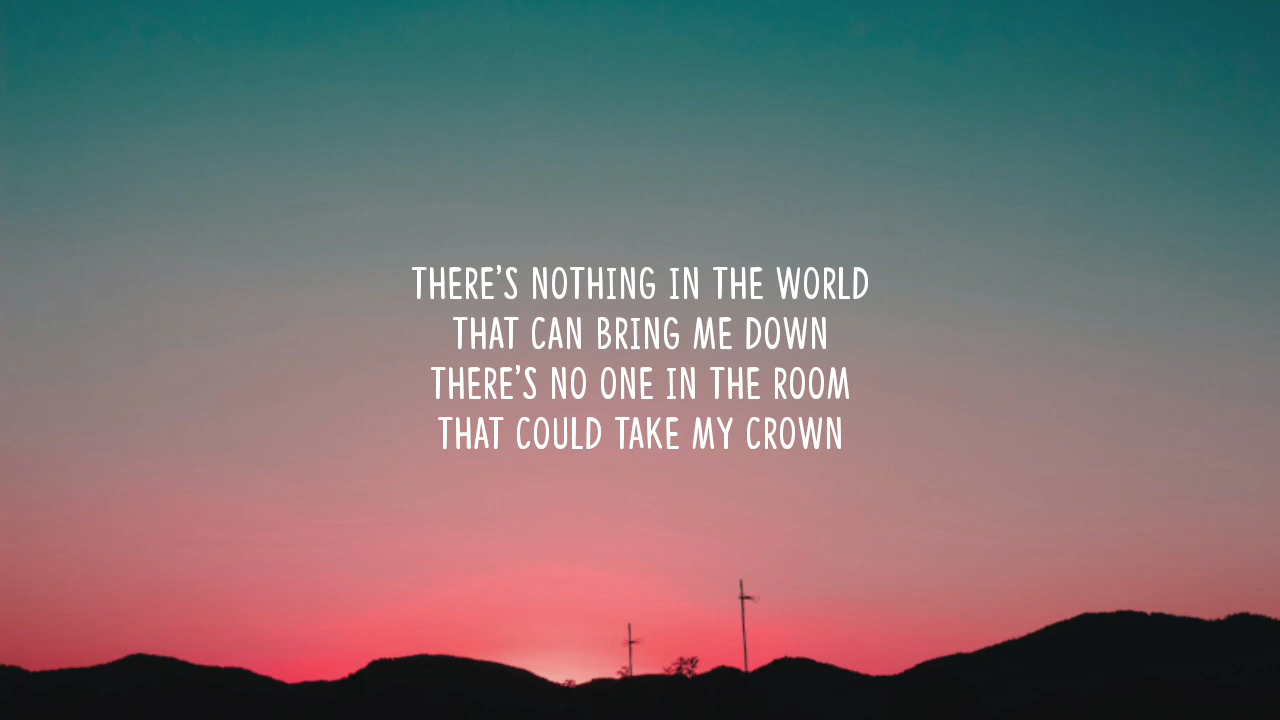 THERE'S NOTHING IN THE WORLD
THAT CAN BRING ME DOWN
THERE'S NO ONE IN THE ROOM
THAT COULD TAKE MY CROWN